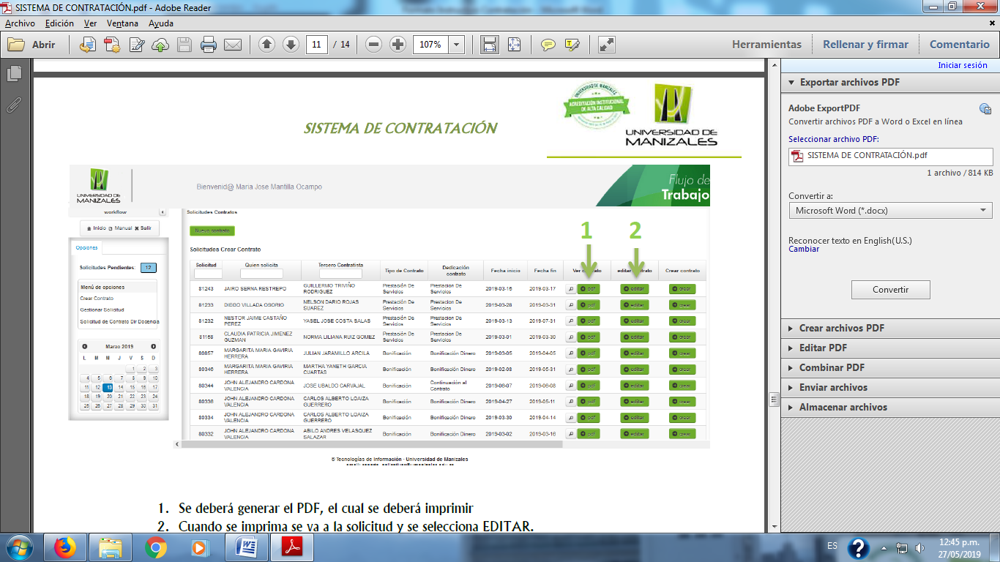 SISTEMA DE CONTRATACIÓN.pdf - Adobe Reader
Archivo Edición Ver Ventana Ayuda
Abrir 11 / 14 107% Herramientas Rellenar y firmar Comentario
Iniciar sesión
Exportar archivos PDF
Adobe ExportPDF
Convertir archivos PDF a Word o Excel en línea
Seleccionar archivo PDF:
SISTEMA DE CONTRATACIÓN.pdf
1 archivo / 814 KB
Convertir a:
Microsoft Word (*.docx)
Reconocer texto en English(U.S.)
Cambiar
Convertir
Crear archivos PDF
Editar PDF
Combinar PDF
Enviar archivos
Almacenar archivos
UNIVERSIDAD DE MANIZALES
ACREDITACIÓN INSTITUCIONAL
DE ALTA CALIDAD
UNIVERSIDAD DE
MANIZALES
SISTEMA DE CONTRATACIÓN
UNIVERSIDAD DE
MANIZALES
Bienvenid@ Maria Jose Mantilla Ocampo
Flujo de
Trabajo
workflow
Inicio Manual Salir
Opciones
Solicitudes Pendientes: 12
Menú de opciones
Crear Contrato
Gestionar Solicitud
Solicitud de Contrato Dir Docencia
Marzo 2019
L M M J V S D
1 2 3
4 5 6 7 8 9 10
11 12 13 14 15 16 17
18 19 20 21 22 23 24
25 26 27 28 29 30 31
Solicitudes Contratos
Nuevo contrato
Solicitudes Crear Contrato
1 2
Solicitud Quien solicita Tercero Contratista Tipo de Contrato Dedicación contrato Fecha inicio Fecha fin Ver contrato editar contrato Crear contrato
81243 JAIRO SERNA RESTREPO GUILLERMO TRIVIÑO RODRIGUEZ Prestación De Servicios Prestacion De Servicios 2019-03-16 2019-03-17 pdf editar crear
81233 DIEGO VILLADA OSORIO NELSON DARIO ROJAS SUAREZ Prestación De Servicios Prestacion De Servicios 2019-03-28 2019-03-31 pdf editar crear
81232 NESTOR JAIME CASTAÑO PEREZ YASEL JOSE COSTA SALAS Prestación De Servicios Prestacion De Servicios 2019-03-13 2019-07-31 pdf editar crear
81168 CLAUDIA PATRICIA JIMENEZ GUZMAN NORMA LILIANA RUIZ GOMEZ Prestación De Servicios Prestacion De Servicios 2019-03-01 2019-03-30 pdf editar crear
80857 MARGARITA MARIA GAVIRIA HERRERA JULIAN JARAMILLO ARCILA Bonificación Bonificación Dinero 2019-03-05 2019-04-05 pdf editar crear
80346 MARGARITA MARIA GAVIRIA HERRERA MARTHA YANETH GARCIA CUARTAS Bonificación Bonificación Dinero 2019-02-08 2019-05-31 pdf editar crear
80344 JOHN ALEJANDRO CARDONA VALENCIA JOSE UBALDO CARVAJAL Bonificación Continuación al Contrato 2019-06-07 2019-06-08 pdf editar crear
80336 JOHN ALEJANDRO CARDONA VALENCIA CARLOS ALBERTO LOAIZA GUERRERO Bonificación Bonificación Dinero 2019-04-27 2019-05-11 pdf editar crear
80334 JOHN ALEJANDRO CARDONA VALENCIA CARLOS ALBERTO LOAIZA GUERRERO Bonificación Bonificación Dinero 2019-03-30 2019-04-14 pdf editar crear
80332 JOHN ALEJANDRO CARDONA VALENCIA ABILO ANDRES VELASQUEZ SALAZAR Bonificación Bonificación Dinero 2019-03-02 2019-03-16 pdf editar crear
© Tecnologías de Información - Universidad de Manizales
1. Se deberá generar el PDF, el cual se deberá imprimir
2. Cuando se imprima se va a la solicitud y se selecciona EDITAR.
ES 12:45 p.m.
27/05/2019